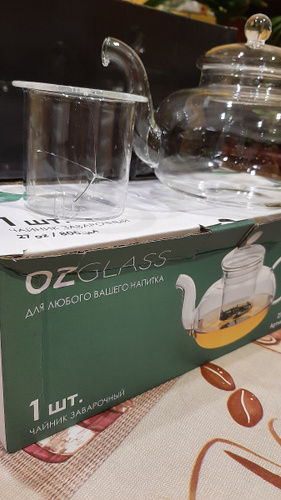 1 шт.
ЧАЙНИК ЗАВАРОЧНЫЙ
27 oz / 800 мл
OZGLASS
ДЛЯ ЛЮБОГО ВАШЕГО НАПИТКА
1 шт.
ЧАЙНИК ЗАВАРОЧНЫЙ